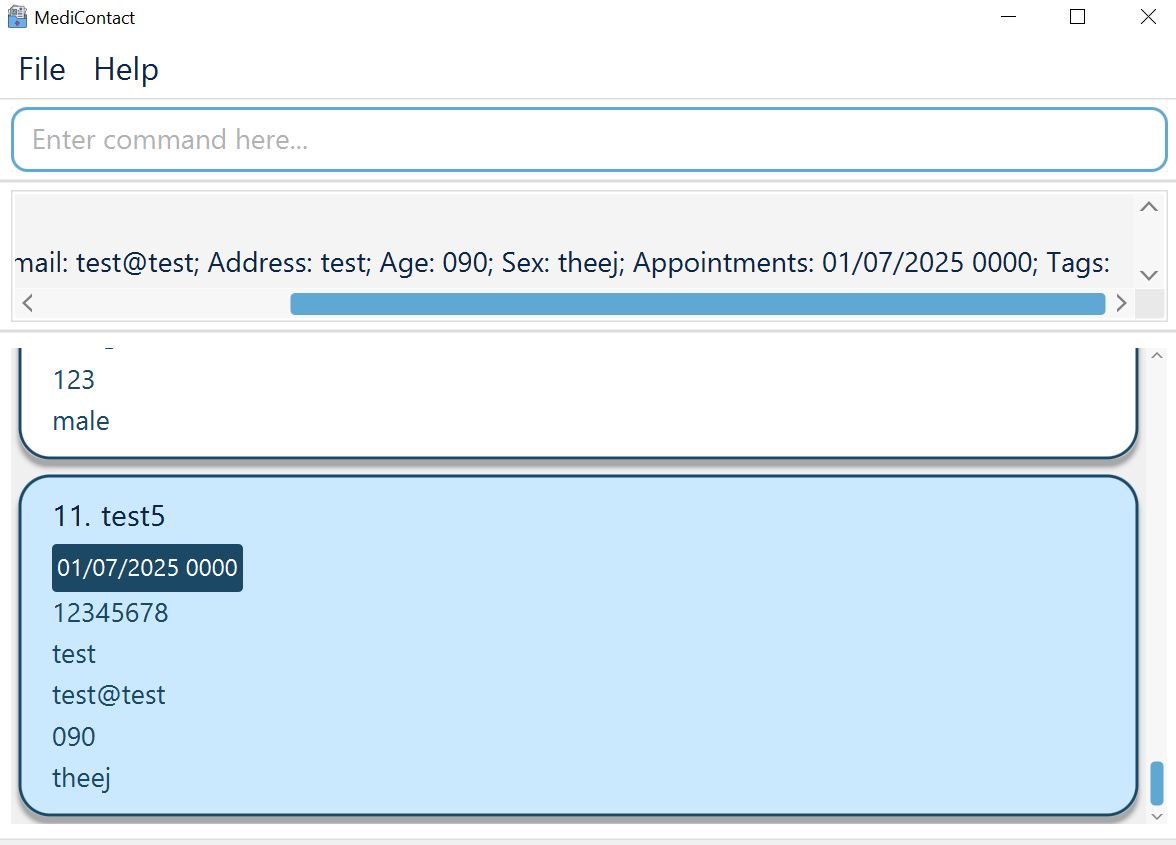 MediContact
File Help
Enter command here...
mail: test@test; Address: test; Age: 090; Sex: theej; Appointments: 01/07/2025 0000; Tags:
123
male
11. test5
01/07/2025 0000
12345678
test
test@test
090
theej